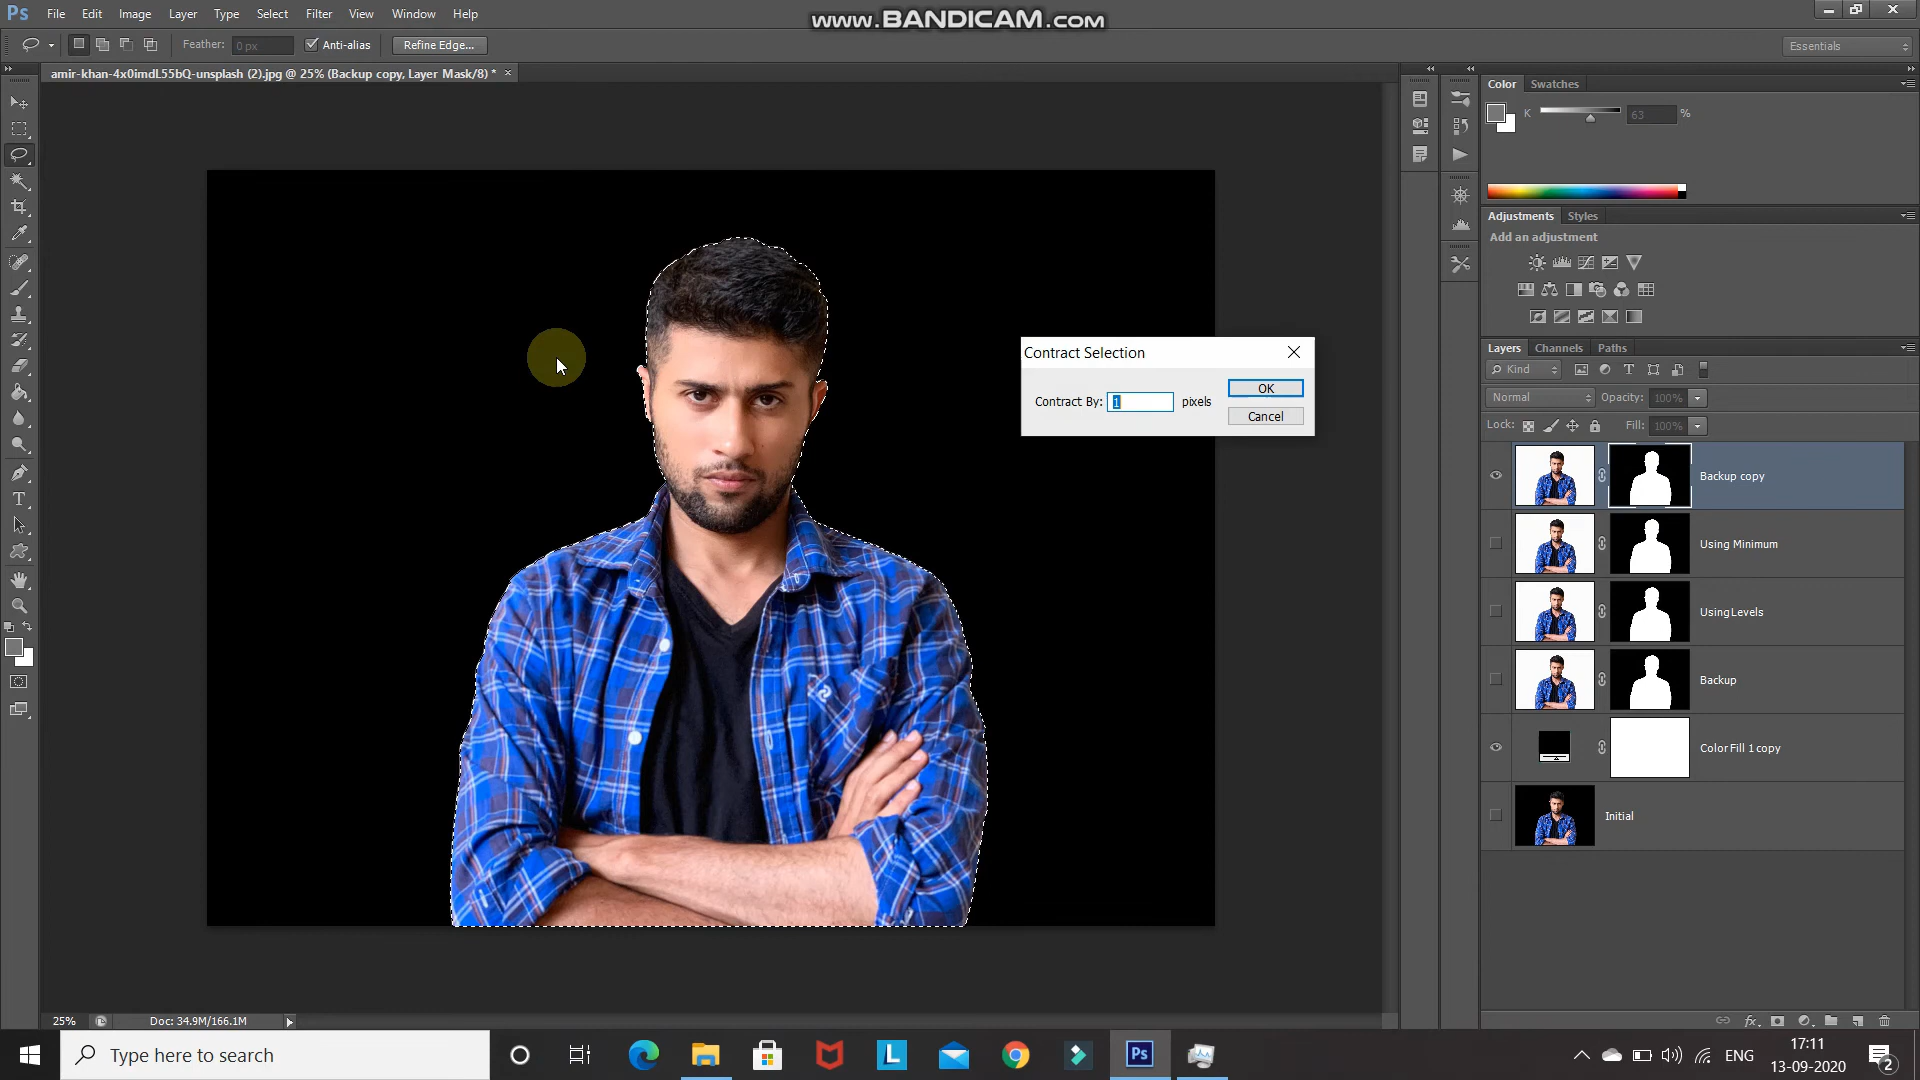 Ps File Edit Image Layer Type Select Filter View Window Help
www.BANDICAM.com
Feather: 0 px Anti-alias Refine Edge... Essentials
amir-khan-4x0imdL55bQ-unsplash (2).jpg @ 25% (Backup copy, Layer Mask/8) * ×
Color Swatches
K 63 %
Adjustments Styles
Add an adjustment
Contract Selection
Contract By: 1 pixels
OK
Cancel
Layers Channels Paths
Kind
Normal Opacity: 100%
Lock: Fill: 100%
Backup copy
Using Minimum
Using Levels
Backup
Color Fill 1 copy
Initial
25% Doc: 34.9M/166.1M
Type here to search
L
Ps
ENG
17:11
13-09-2020
2